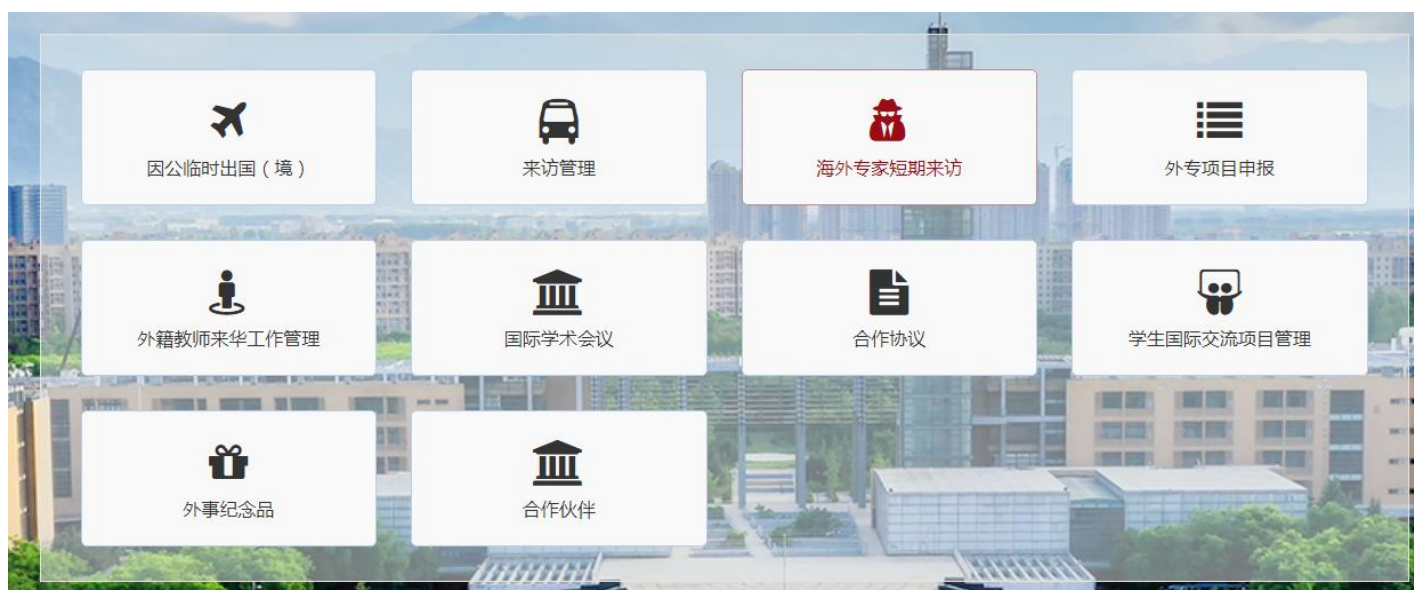 因公临时出国（境）
来访管理
海外专家短期来访
外专项目申报
外籍教师来华工作管理
国际学术会议
合作协议
学生国际交流项目管理
外事纪念品
合作伙伴